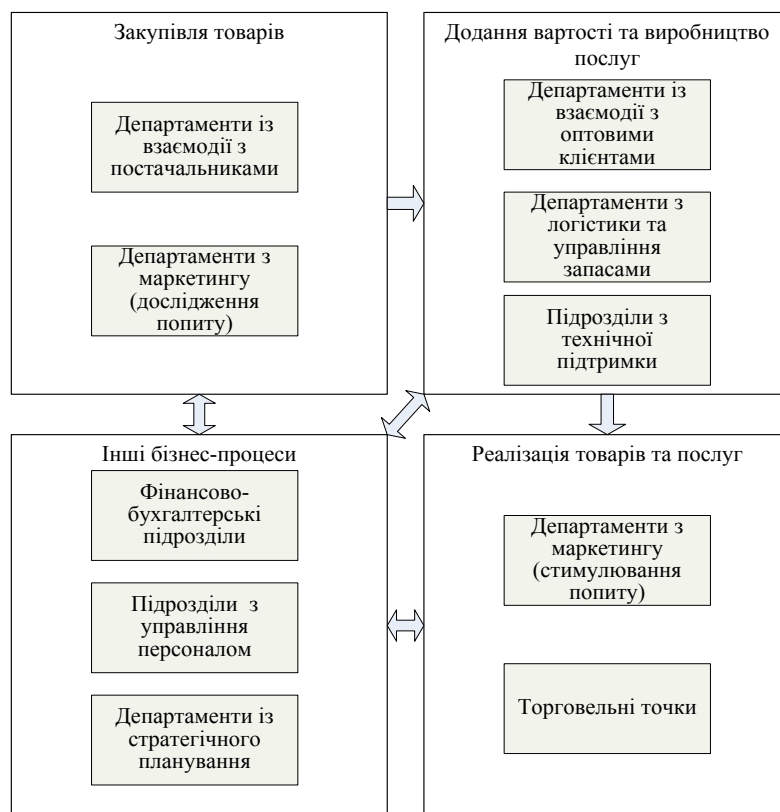 Закупівля товарів
Департаменти із
взаємодії з
постачальниками
Департаменти з
маркетингу
(дослідження
попиту)
Додання вартості та виробництво
послуг
Департаменти із
взаємодії з
оптовими
клієнтами
Департаменти з
логістики та
управління
запасами
Підрозділи з
технічної
підтримки
Інші бізнес-процеси
Фінансово-
бухгалтерські
підрозділи
Підрозділи з
управління
персоналом
Департаменти із
стратегічного
планування
Реалізація товарів та послуг
Департаменти з
маркетингу
(стимулювання
попиту)
Торговельні точки